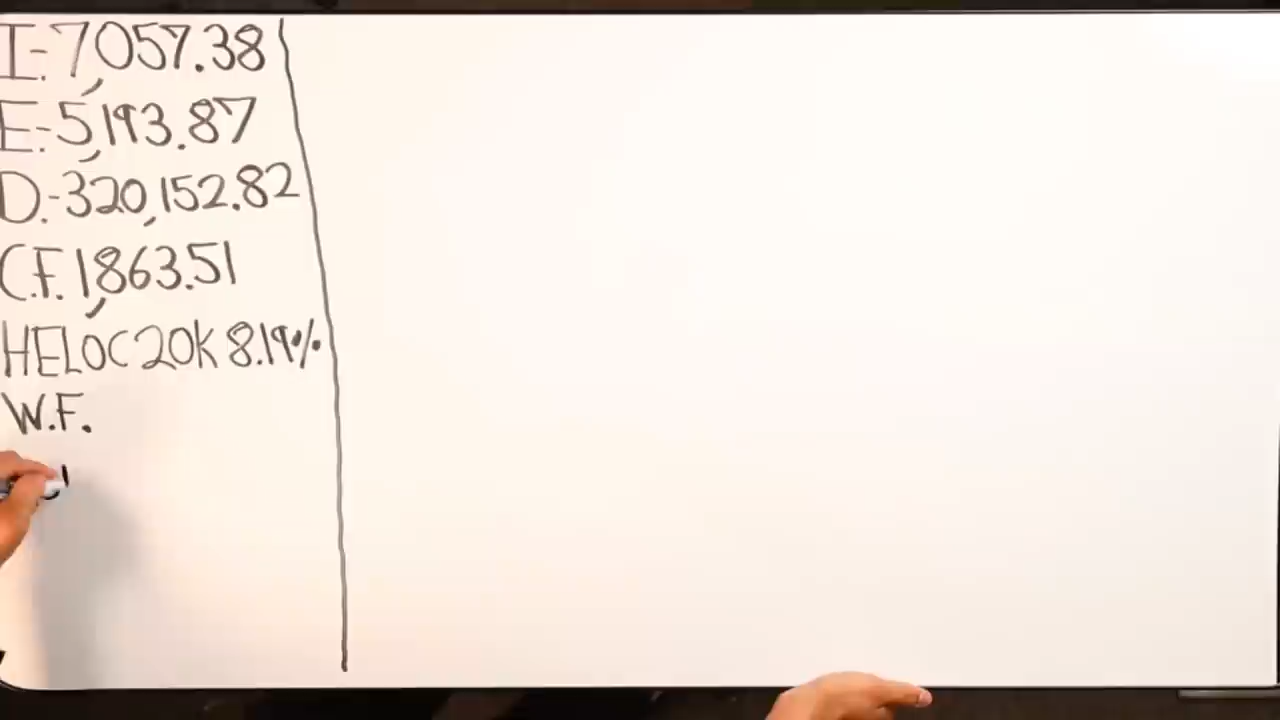 I.-7,057.38
E.-5,193.87
D.-320,152.82
C.F. 1,863.51
HELOC 20K 8.19%
W.F.